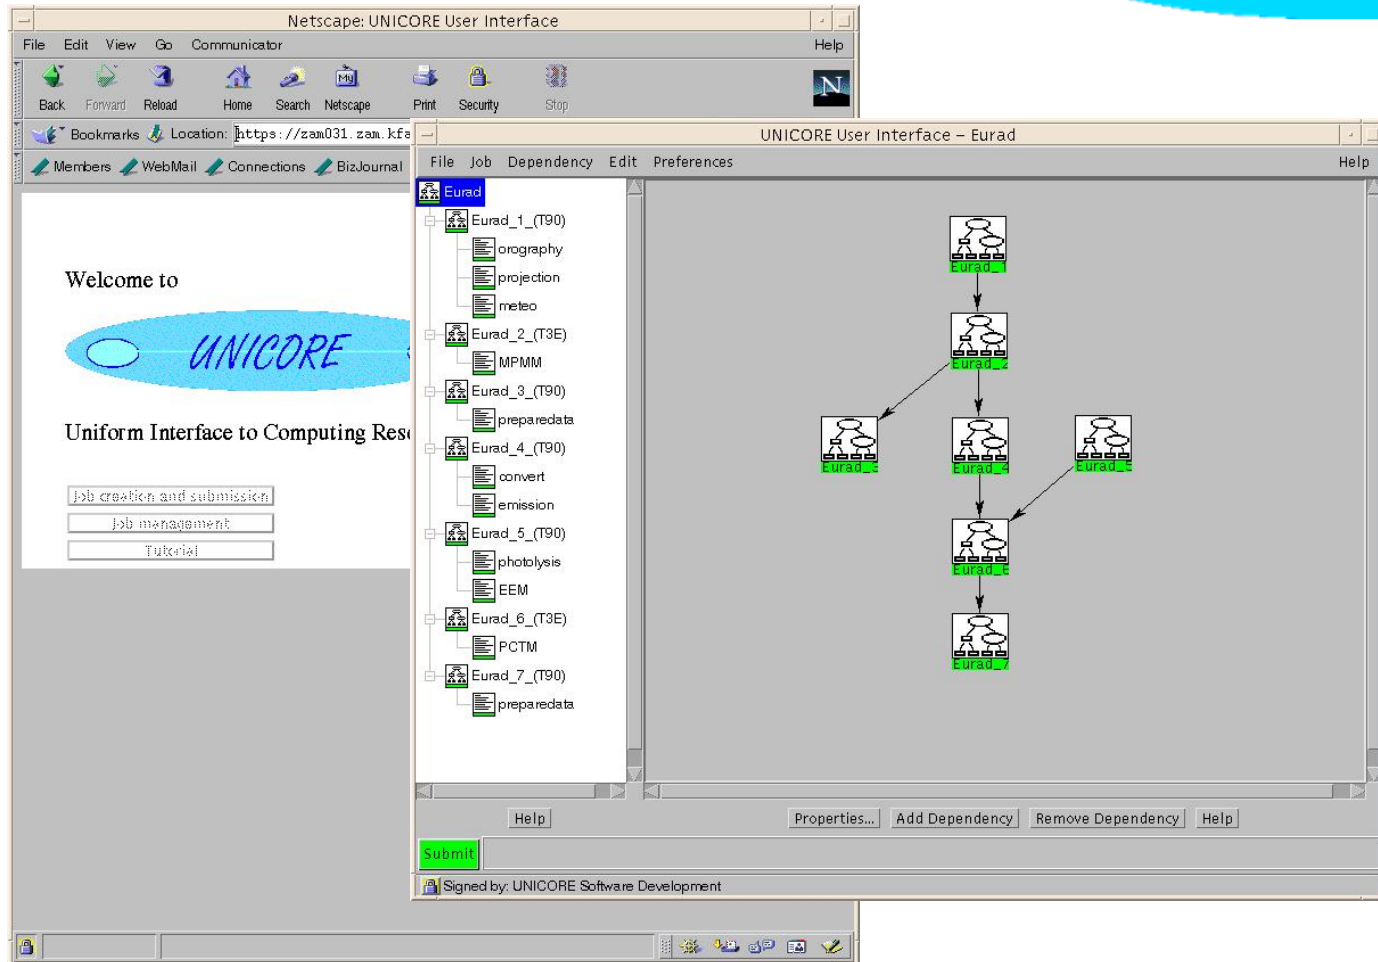 Netscape: UNICORE User Interface
File Edit View Go Communicator Help
Back Forward Reload Home Search Netscape Print Security Stop
My
N
Bookmarks Location: https://zam031.zam.kfa
Members WebMail Connections BizJournal
Welcome to
UNICORE
Uniform Interface to Computing Reso
Job creation and submission
Job management
Tutorial
UNICORE User Interface – Eurad
File Job Dependency Edit Preferences Help
Eurad
Eurad_1_(T90)
orography
projection
meteo
Eurad_2_(T3E)
MPMM
Eurad_3_(T90)
preparedata
Eurad_4_(T90)
convert
emission
Eurad_5_(T90)
photolysis
EEM
Eurad_6_(T3E)
PCTM
Eurad_7_(T90)
preparedata
Eurad_1
Eurad_2
Eurad_3 Eurad_4 Eurad_5
Eurad_6
Eurad_7
Help Properties... Add Dependency Remove Dependency Help
Submit
Signed by: UNICORE Software Development